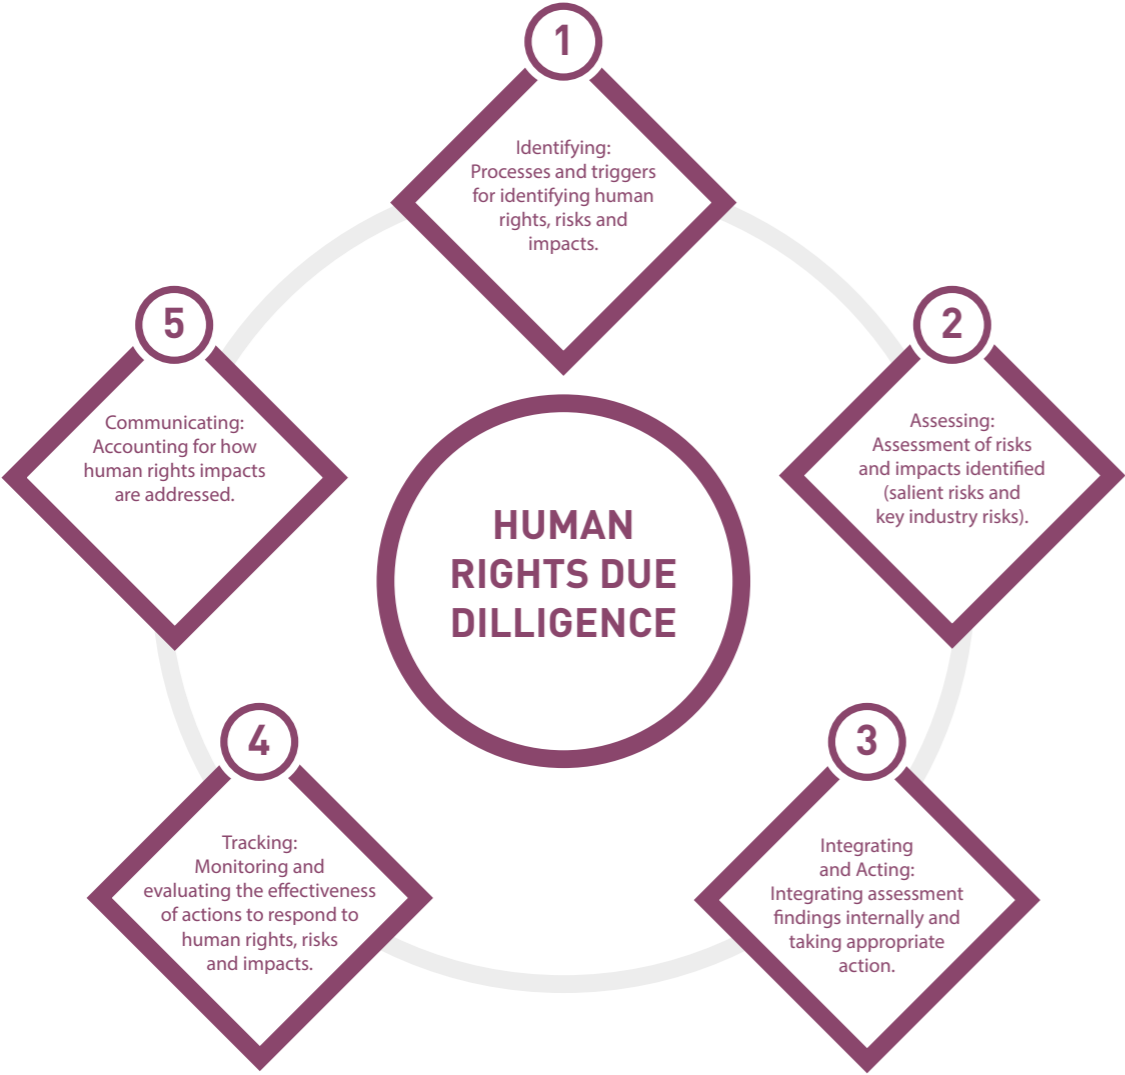 1
Identifying:
Processes and triggers
for identifying human
rights, risks and
impacts.
2
Assessing:
Assessment of risks
and impacts identified
(salient risks and
key industry risks).
3
Integrating
and Acting:
Integrating assessment
findings internally and
taking appropriate
action.
4
Tracking:
Monitoring and
evaluating the effectiveness
of actions to respond to
human rights, risks
and impacts.
5
Communicating:
Accounting for how
human rights impacts
are addressed.
HUMAN
RIGHTS DUE
DILLIGENCE